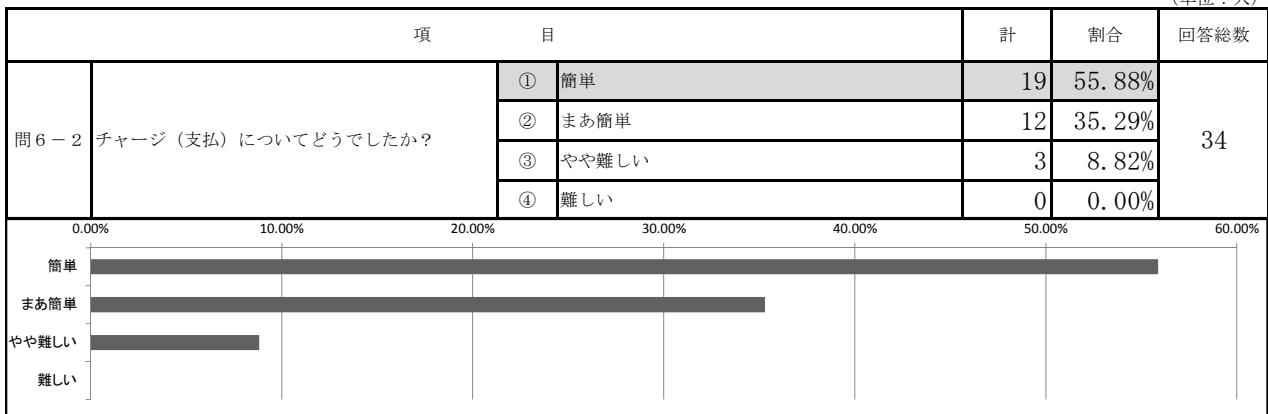 項 目 計 割合 回答総数
問6－2 チャージ（支払）についてどうでしたか？
① 簡単 19 55.88%
② まあ簡単 12 35.29%
③ やや難しい 3 8.82%
④ 難しい 0 0.00%
34
0.00% 10.00% 20.00% 30.00% 40.00% 50.00% 60.00%
簡単
まあ簡単
やや難しい
難しい